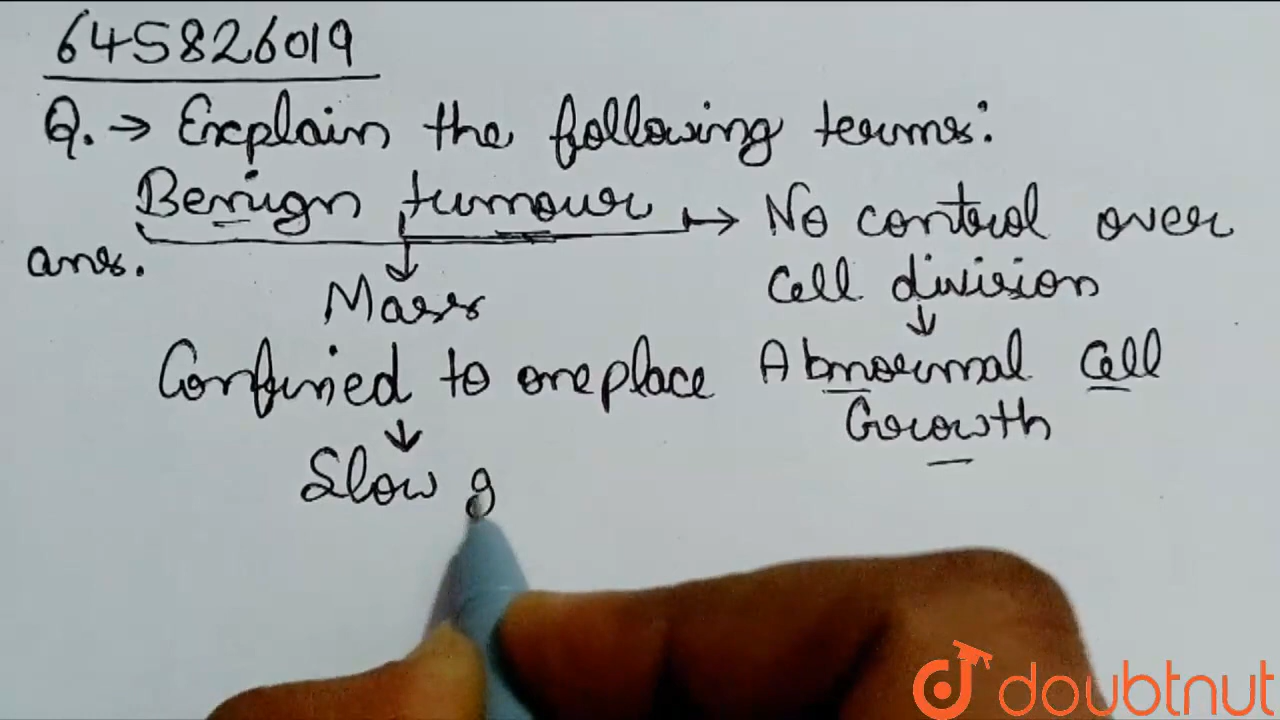 645826019
Q. → Explain the following terms:
Benign tumour → No control over
cell division
ans.
Mass
Confined to one place
Abnormal Cell
Growth
Slow g
doubtnut